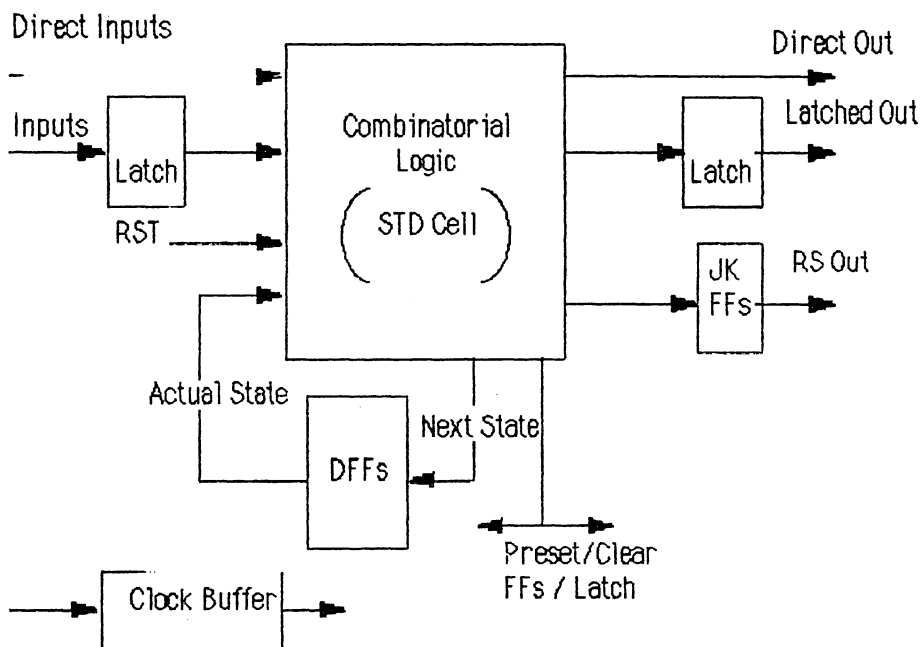 Direct Inputs
Direct Out
Inputs
Latch
Combinatorial
Logic
STD Cell
Latched Out
Latch
RST
JK
FFs
RS Out
Actual State
Next State
DFFs
Preset/Clear
FFs / Latch
Clock Buffer